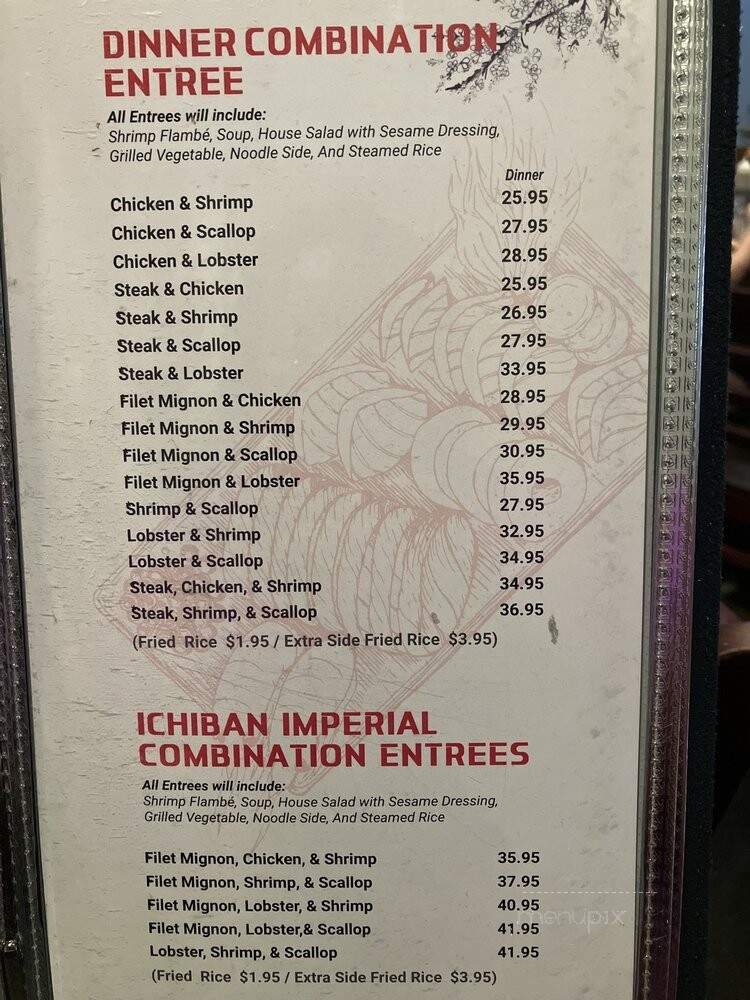 DINNER COMBINATION
ENTREE
All Entrees will include:
Shrimp Flambé, Soup, House Salad with Sesame Dressing,
Grilled Vegetable, Noodle Side, And Steamed Rice
Dinner
Chicken & Shrimp 25.95
Chicken & Scallop 27.95
Chicken & Lobster 28.95
Steak & Chicken 25.95
Steak & Shrimp 26.95
Steak & Scallop 27.95
Steak & Lobster 33.95
Filet Mignon & Chicken 28.95
Filet Mignon & Shrimp 29.95
Filet Mignon & Scallop 30.95
Filet Mignon & Lobster 35.95
Shrimp & Scallop 27.95
Lobster & Shrimp 32.95
Lobster & Scallop 34.95
Steak, Chicken, & Shrimp 34.95
Steak, Shrimp, & Scallop 36.95
(Fried Rice $1.95 / Extra Side Fried Rice $3.95)
ICHIBAN IMPERIAL
COMBINATION ENTREES
All Entrees will include:
Shrimp Flambé, Soup, House Salad with Sesame Dressing,
Grilled Vegetable, Noodle Side, And Steamed Rice
Filet Mignon, Chicken, & Shrimp 35.95
Filet Mignon, Shrimp, & Scallop 37.95
Filet Mignon, Lobster, & Shrimp 40.95
Filet Mignon, Lobster,& Scallop 41.95
menupix
Lobster, Shrimp, & Scallop 41.95
(Fried Rice $1.95 / Extra Side Fried Rice $3.95)